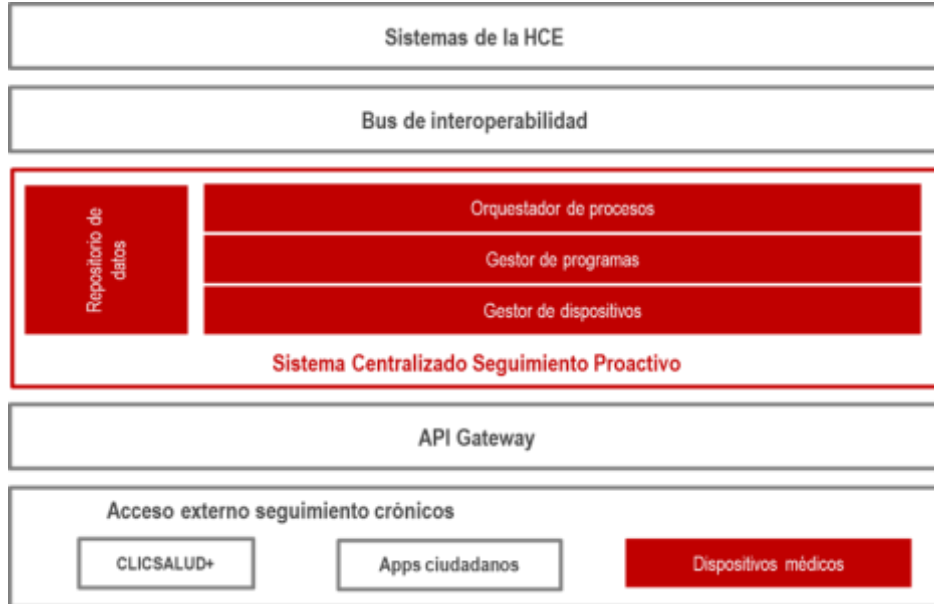 Sistemas de la HCE
Bus de interoperabilidad
Repositorio de
datos
Orquestador de procesos
Gestor de programas
Gestor de dispositivos
Sistema Centralizado Seguimiento Proactivo
API Gateway
Acceso externo seguimiento crónicos
CLICSALUD+
Apps ciudadanos
Dispositivos médicos